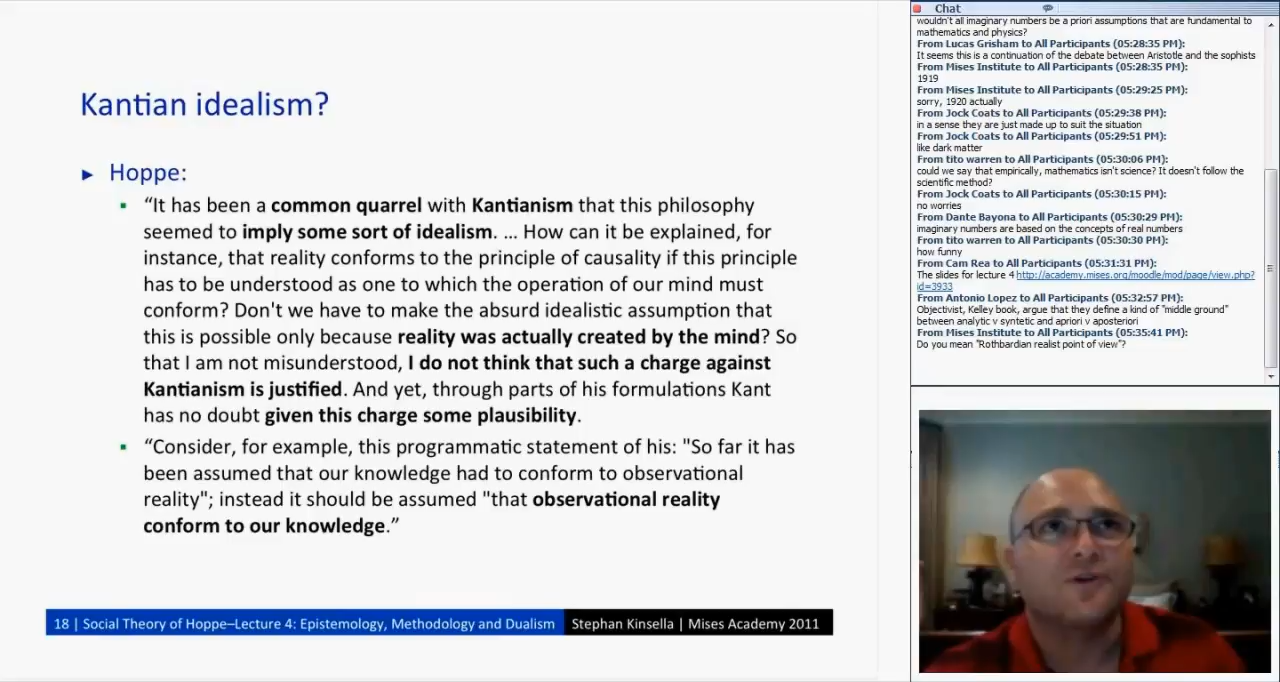 Kantian idealism?
► Hoppe:
▪ “It has been a common quarrel with Kantianism that this philosophy
seemed to imply some sort of idealism. … How can it be explained, for
instance, that reality conforms to the principle of causality if this principle
has to be understood as one to which the operation of our mind must
conform? Don't we have to make the absurd idealistic assumption that
this is possible only because reality was actually created by the mind? So
that I am not misunderstood, I do not think that such a charge against
Kantianism is justified. And yet, through parts of his formulations Kant
has no doubt given this charge some plausibility.
▪ “Consider, for example, this programmatic statement of his: "So far it has
been assumed that our knowledge had to conform to observational
reality"; instead it should be assumed "that observational reality
conform to our knowledge.”
18 | Social Theory of Hoppe–Lecture 4: Epistemology, Methodology and Dualism
Stephan Kinsella | Mises Academy 2011
Chat
wouldn't all imaginary numbers be a priori assumptions that are fundamental to
mathematics and physics?
From Lucas Grisham to All Participants (05:28:35 PM):
It seems this is a continuation of the debate between Aristotle and the sophists
From Mises Institute to All Participants (05:28:35 PM):
1919
From Mises Institute to All Participants (05:29:25 PM):
sorry, 1920 actually
From Jock Coats to All Participants (05:29:38 PM):
in a sense they are just made up to suit the situation
From Jock Coats to All Participants (05:29:51 PM):
like dark matter
From tito warren to All Participants (05:30:06 PM):
could we say that empirically, mathematics isn't science? It doesn't follow the
scientific method?
From Jock Coats to All Participants (05:30:15 PM):
no worries
From Dante Bayona to All Participants (05:30:29 PM):
imaginary numbers are based on the concepts of real numbers
From tito warren to All Participants (05:30:30 PM):
how funny
From Cam Rea to All Participants (05:31:31 PM):
The slides for lecture 4 http://academy.mises.org/moodle/mod/page/view.php?
id=3933
From Antonio Lopez to All Participants (05:32:57 PM):
Objectivist, Kelley book, argue that they define a kind of "middle ground"
between analytic v syntetic and apriori v aposteriori
From Mises Institute to All Participants (05:35:41 PM):
Do you mean "Rothbardian realist point of view"?